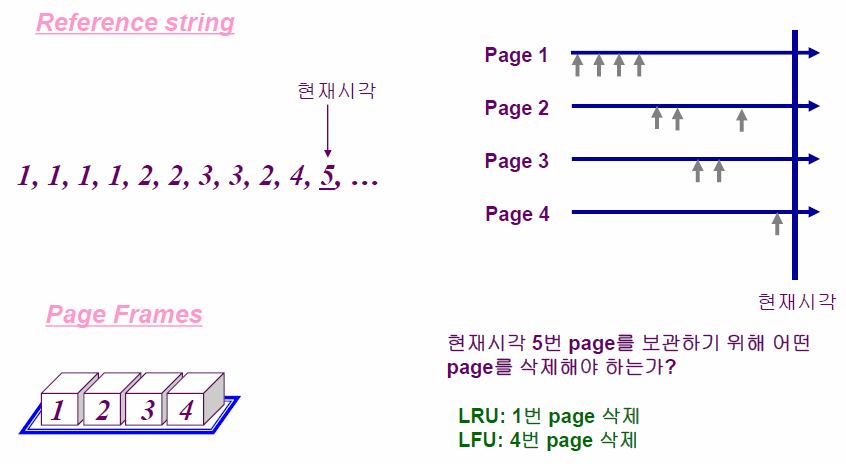 Reference string
현재시각
1, 1, 1, 1, 2, 2, 3, 3, 2, 4, 5, ...
Page 1
Page 2
Page 3
Page 4
현재시각
Page Frames
1 2 3 4
현재시각 5번 page를 보관하기 위해 어떤
page를 삭제해야 하는가?
LRU: 1번 page 삭제
LFU: 4번 page 삭제